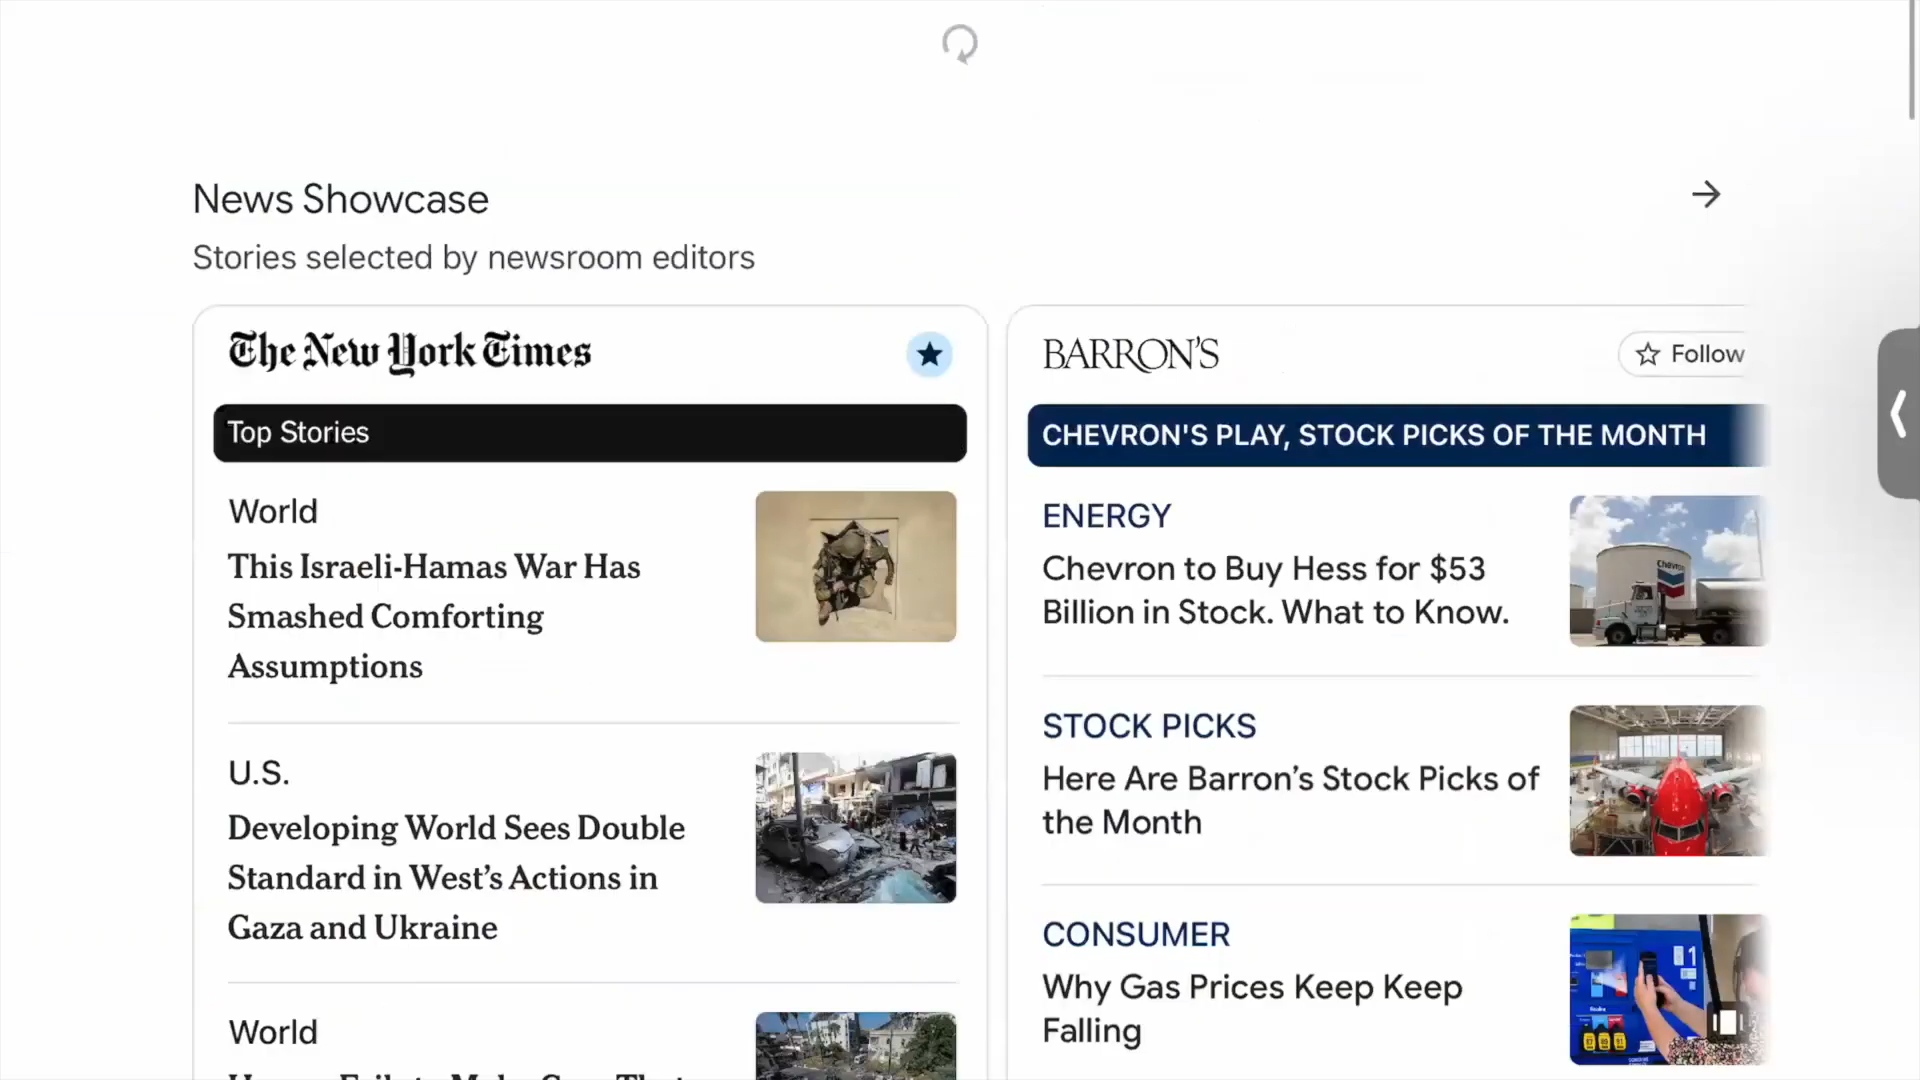 News Showcase
Stories selected by newsroom editors
The New York Times
Top Stories
World
This Israeli-Hamas War Has
Smashed Comforting
Assumptions
U.S.
Developing World Sees Double
Standard in West's Actions in
Gaza and Ukraine
World
BARRON'S
Follow
CHEVRON'S PLAY, STOCK PICKS OF THE MONTH
ENERGY
Chevron to Buy Hess for $53
Billion in Stock. What to Know.
Chevron
STOCK PICKS
Here Are Barron's Stock Picks of
the Month
CONSUMER
Why Gas Prices Keep Keep
Falling
1